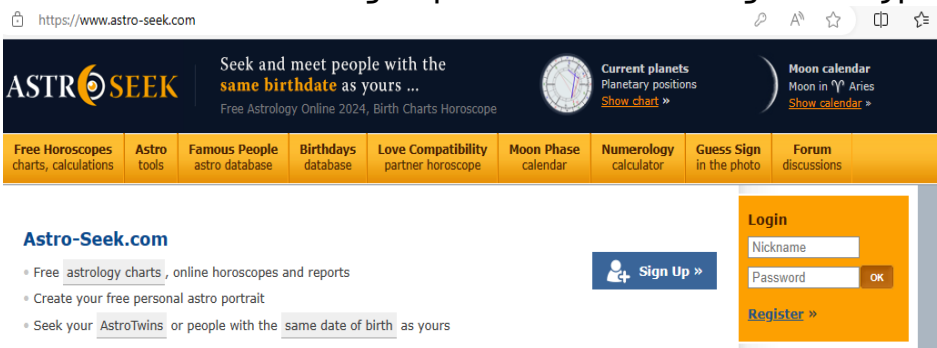 https://www.astro-seek.com
ASTROSEEK
Seek and meet people with the
same birthdate as yours ...
Free Astrology Online 2024, Birth Charts Horoscope
Current planets
Planetary positions
Show chart »
Moon calendar
Moon in ♈ Aries
Show calendar »
Free Horoscopes
charts, calculations
Astro
tools
Famous People
astro database
Birthdays
database
Love Compatibility
partner horoscope
Moon Phase
calendar
Numerology
calculator
Guess Sign
in the photo
Forum
discussions
Astro-Seek.com
Free astrology charts , online horoscopes and reports
Create your free personal astro portrait
Seek your AstroTwins or people with the same date of birth as yours
Sign Up »
Login
Nickname
Password
OK
Register »